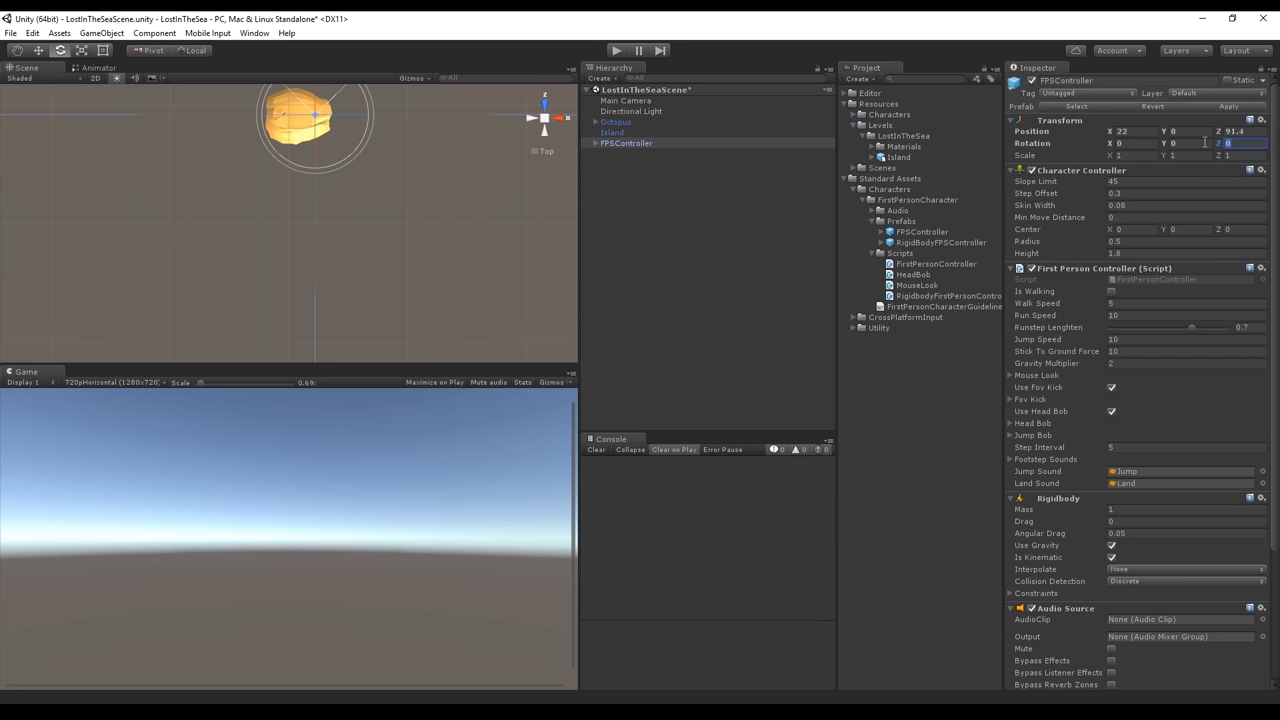 Unity (64bit) - LostInTheSeaScene.unity - LostInTheSea - PC, Mac & Linux Standalone* <DX11>
File Edit Assets GameObject Component Mobile Input Window Help
Pivot Local Account Layers Layout
Scene Animator
Shaded 2D Gizmos All
z
x
Top
Game
Display 1 720pHorizontal (1280x720) Scale 0.69: Maximize on Play Mute audio Stats Gizmos
Hierarchy
Create All
LostInTheSeaScene*
Main Camera
Directional Light
Octopus
Island
FPSController
Console
Clear Collapse Clear on Play Error Pause 0 0 0
Project
Create
Editor
Resources
Characters
Levels
LostInTheSea
Materials
Island
Scenes
Standard Assets
Characters
FirstPersonCharacter
Audio
Prefabs
FPSController
RigidBodyFPSController
Scripts
FirstPersonController
HeadBob
MouseLook
RigidbodyFirstPersonContro
FirstPersonCharacterGuideline
CrossPlatformInput
Utility
Inspector
FPSController Static
Tag Untagged Layer Default
Prefab Select Revert Apply
Transform
Position X 22 Y 0 Z 91.4
Rotation X 0 Y 0 Z 0
Scale X 1 Y 1 Z 1
Character Controller
Slope Limit 45
Step Offset 0.3
Skin Width 0.08
Min Move Distance 0
Center X 0 Y 0 Z 0
Radius 0.5
Height 1.8
First Person Controller (Script)
Script FirstPersonController
Is Walking
Walk Speed 5
Run Speed 10
Runstep Lenghten 0.7
Jump Speed 10
Stick To Ground Force 10
Gravity Multiplier 2
Mouse Look
Use Fov Kick
Fov Kick
Use Head Bob
Head Bob
Jump Bob
Step Interval 5
Footstep Sounds
Jump Sound Jump
Land Sound Land
Rigidbody
Mass 1
Drag 0
Angular Drag 0.05
Use Gravity
Is Kinematic
Interpolate None
Collision Detection Discrete
Constraints
Audio Source
AudioClip None (Audio Clip)
Output None (Audio Mixer Group)
Mute
Bypass Effects
Bypass Listener Effects
Bypass Reverb Zones